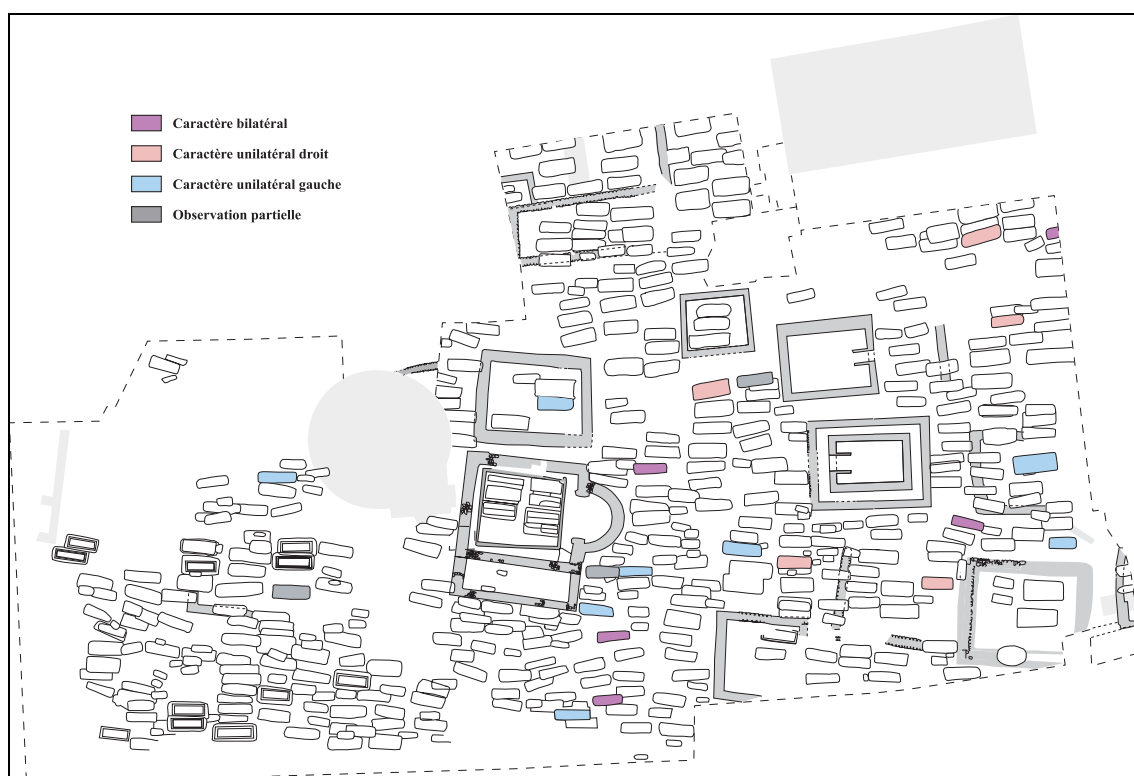 Caractère bilatéral
Caractère unilatéral droit
Caractère unilatéral gauche
Observation partielle